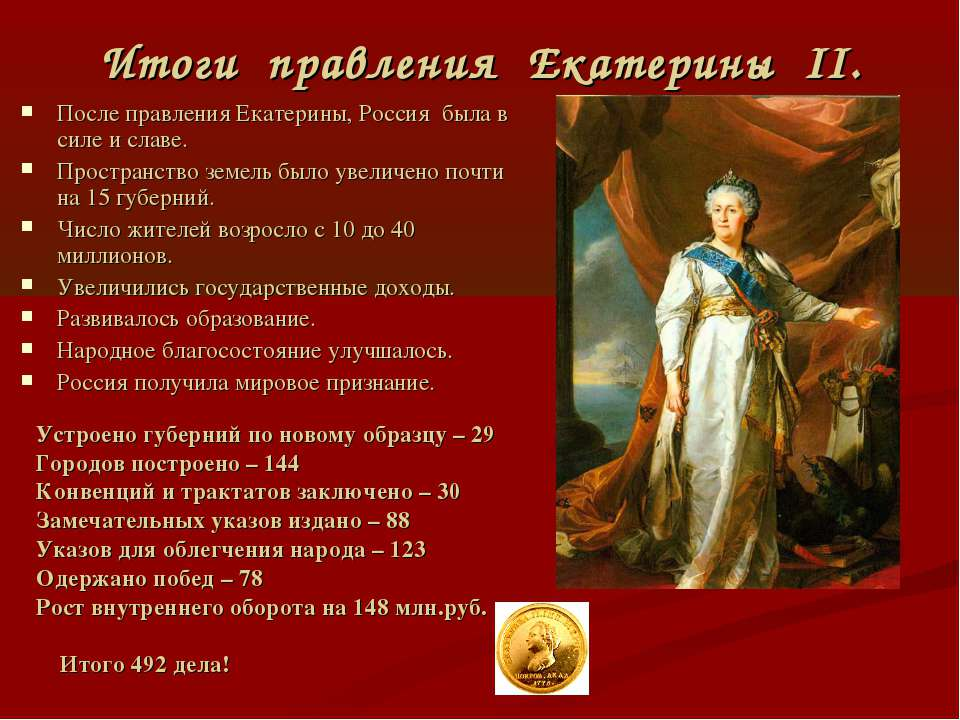 Итоги правления Екатерины II.
После правления Екатерины, Россия была в
силе и славе.
Пространство земель было увеличено почти
на 15 губерний.
Число жителей возросло с 10 до 40
миллионов.
Увеличились государственные доходы.
Развивалось образование.
Народное благосостояние улучшалось.
Россия получила мировое признание.
Устроено губерний по новому образцу – 29
Городов построено – 144
Конвенций и трактатов заключено – 30
Замечательных указов издано – 88
Указов для облегчения народа – 123
Одержано побед – 78
Рост внутреннего оборота на 148 млн.руб.
Итого 492 дела!